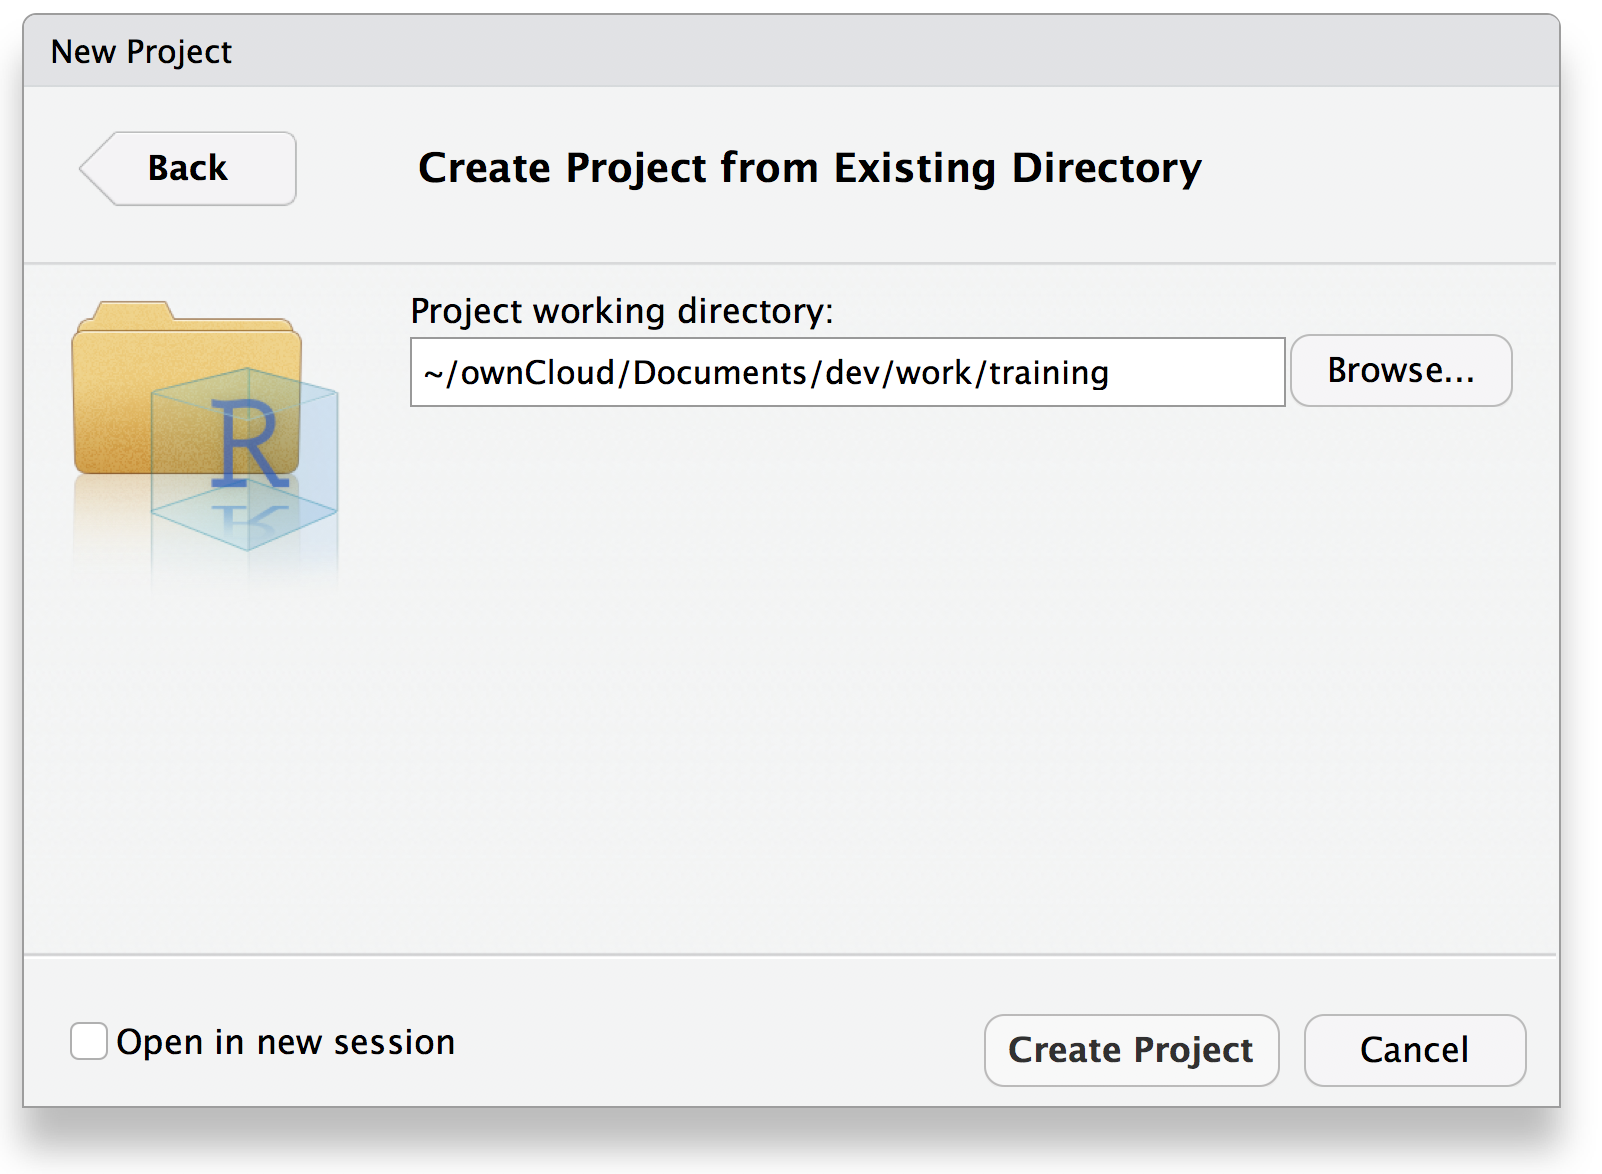 New Project
Back
Create Project from Existing Directory
Project working directory:
~/ownCloud/Documents/dev/work/training
Browse...
R
Open in new session
Create Project
Cancel